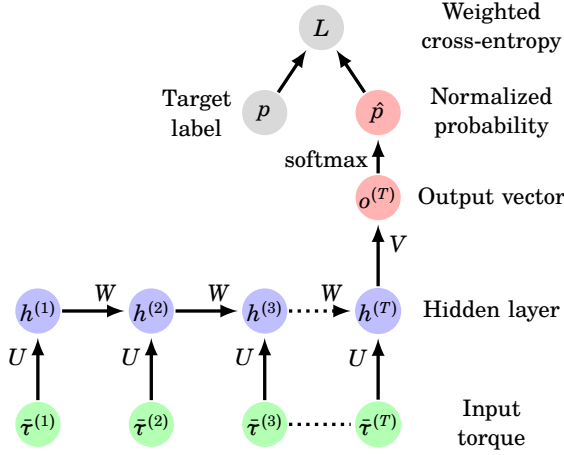 L
Weighted
cross-entropy
Target
label
p
p̂
Normalized
probability
softmax
o^(T)
Output vector
V
W
W
W
h^(1)
h^(2)
h^(3)
h^(T)
Hidden layer
U
U
U
U
τ̄^(1)
τ̄^(2)
τ̄^(3)
τ̄^(T)
Input
torque